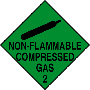 NON-FLAMMABLE
COMPRESSED
GAS
2